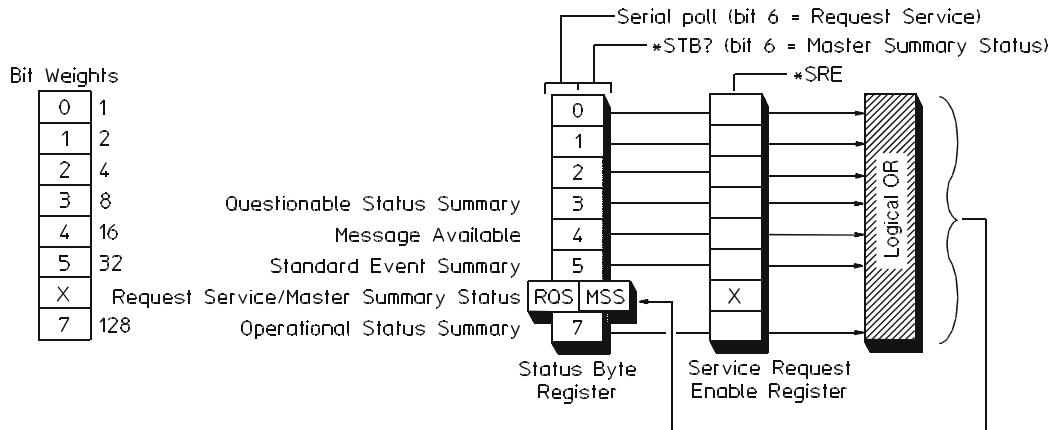 Serial poll (bit 6 = Request Service)
*STB? (bit 6 = Master Summary Status)
*SRE
Bit Weights
0 1
1 2
2 4
3 8
4 16
5 32
X
7 128
Questionable Status Summary
Message Available
Standard Event Summary
Request Service/Master Summary Status
Operational Status Summary
0
1
2
3
4
5
RQS MSS
7
Status Byte
Register
X
Service Request
Enable Register
Logical OR